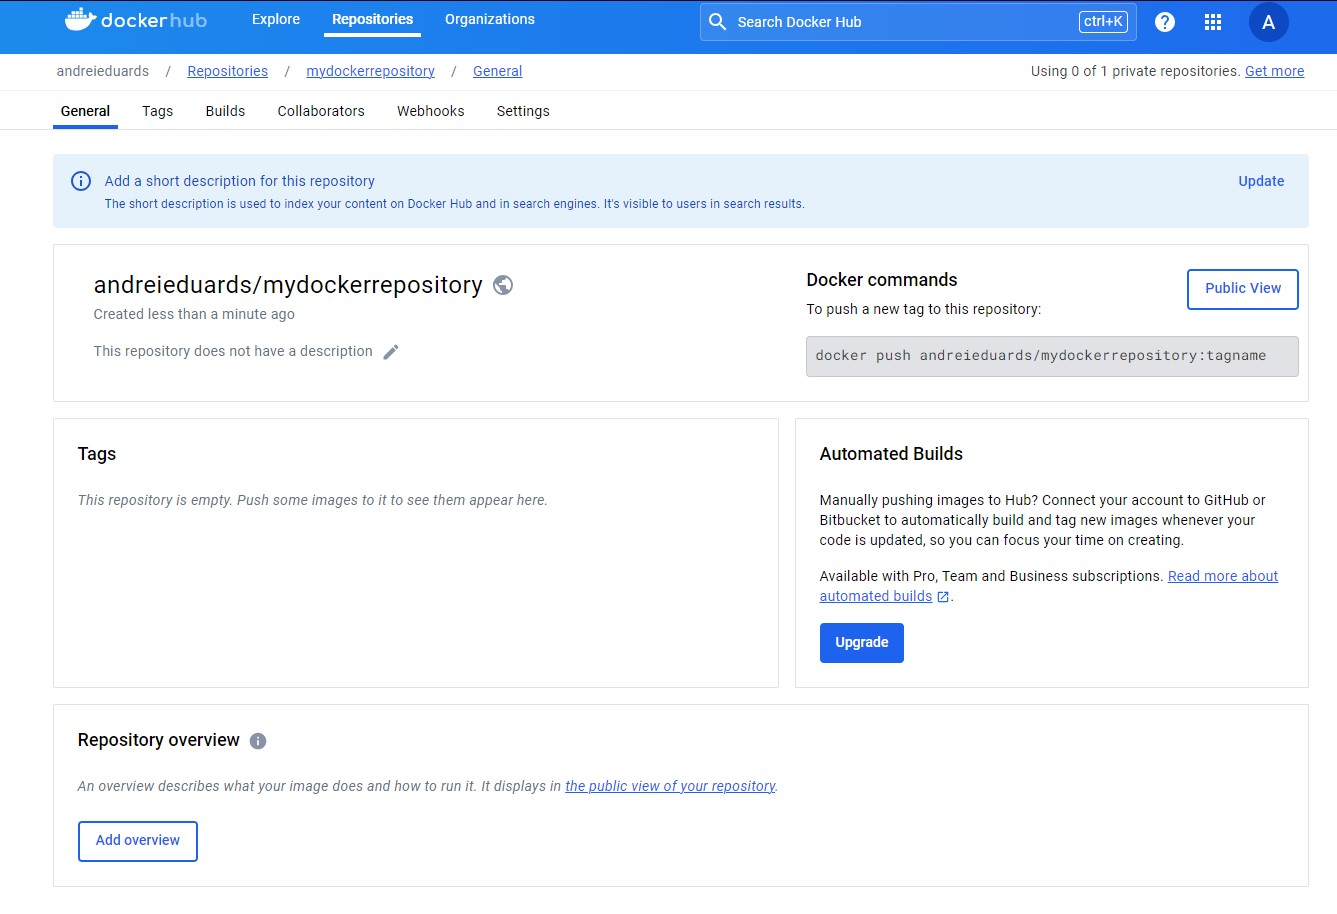 dockerhub Explore Repositories Organizations Search Docker Hub ctrl+K ? A
andreieduards / Repositories / mydockerrepository / General Using 0 of 1 private repositories. Get more
General Tags Builds Collaborators Webhooks Settings
Add a short description for this repository Update
The short description is used to index your content on Docker Hub and in search engines. It's visible to users in search results.
andreieduards/mydockerrepository
Created less than a minute ago
This repository does not have a description
Docker commands
Public View
To push a new tag to this repository:
docker push andreieduards/mydockerrepository:tagname
Tags
This repository is empty. Push some images to it to see them appear here.
Automated Builds
Manually pushing images to Hub? Connect your account to GitHub or
Bitbucket to automatically build and tag new images whenever your
code is updated, so you can focus your time on creating.
Available with Pro, Team and Business subscriptions. Read more about
automated builds .
Upgrade
Repository overview
An overview describes what your image does and how to run it. It displays in the public view of your repository.
Add overview